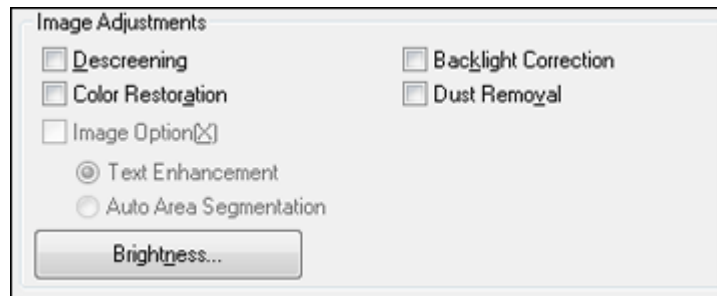 Image Adjustments
Descreening
Backlight Correction
Color Restoration
Dust Removal
Image Option(X)
Text Enhancement
Auto Area Segmentation
Brightness...